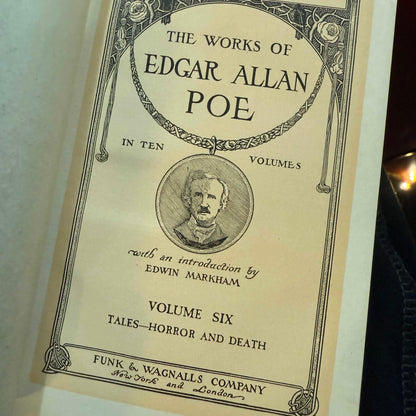 THE WORKS OF
EDGAR ALLAN
POE
IN TEN VOLUMES
with an introduction by
EDWIN MARKHAM
VOLUME SIX
TALES—HORROR AND DEATH
FUNK & WAGNALLS COMPANY
New York and London